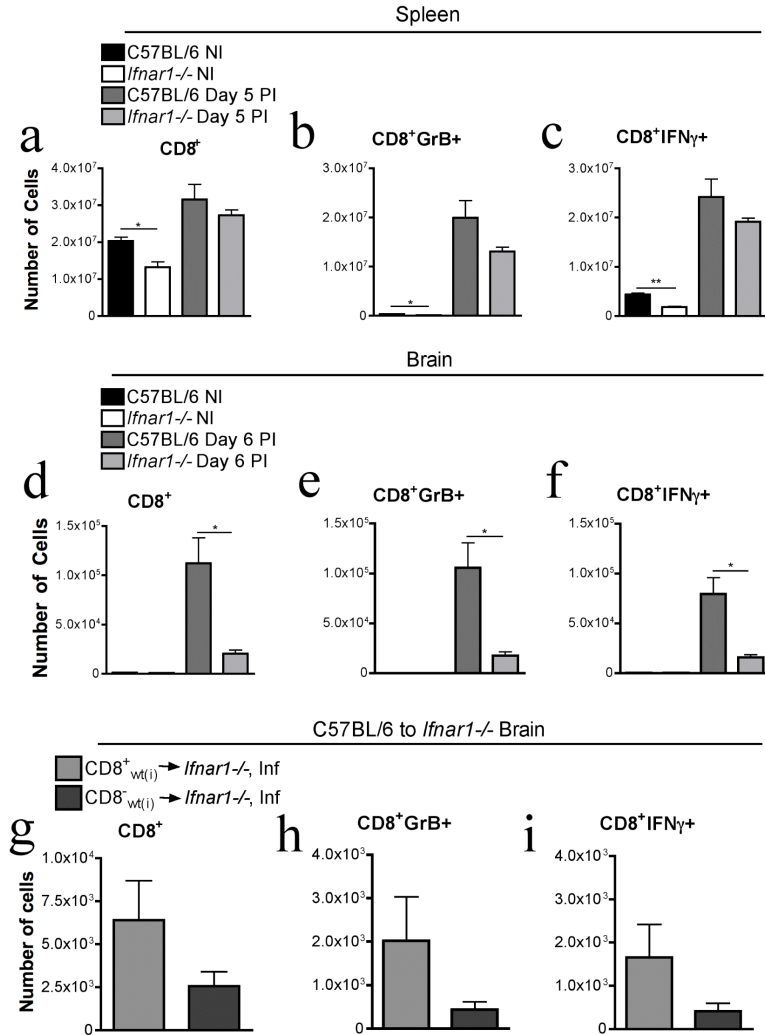 Spleen
C57BL/6 NI
Ifnar1-/- NI
C57BL/6 Day 5 PI
Ifnar1-/- Day 5 PI
a
CD8⁺
b
CD8⁺GrB+
c
CD8⁺IFNγ+
Number of Cells
4.0x10⁷
3.0x10⁷
2.0x10⁷
1.0x10⁷
0
*
3.0x10⁷
2.0x10⁷
1.0x10⁷
0
*
3.0x10⁷
2.0x10⁷
1.0x10⁷
0
**
Brain
C57BL/6 NI
Ifnar1-/- NI
C57BL/6 Day 6 PI
Ifnar1-/- Day 6 PI
d
CD8⁺
e
CD8⁺GrB+
f
CD8⁺IFNγ+
Number of Cells
1.5x10⁵
1.0x10⁵
5.0x10⁴
0
*
1.5x10⁵
1.0x10⁵
5.0x10⁴
0
*
1.5x10⁵
1.0x10⁵
5.0x10⁴
0
*
C57BL/6 to Ifnar1-/- Brain
CD8⁺wt(i) → Ifnar1-/-, Inf
CD8⁻wt(i) → Ifnar1-/-, Inf
g
CD8⁺
h
CD8⁺GrB+
i
CD8⁺IFNγ+
Number of cells
1.0x10⁴
7.5x10³
5.0x10³
2.5x10³
0
4.0x10³
3.0x10³
2.0x10³
1.0x10³
0
4.0x10³
3.0x10³
2.0x10³
1.0x10³
0